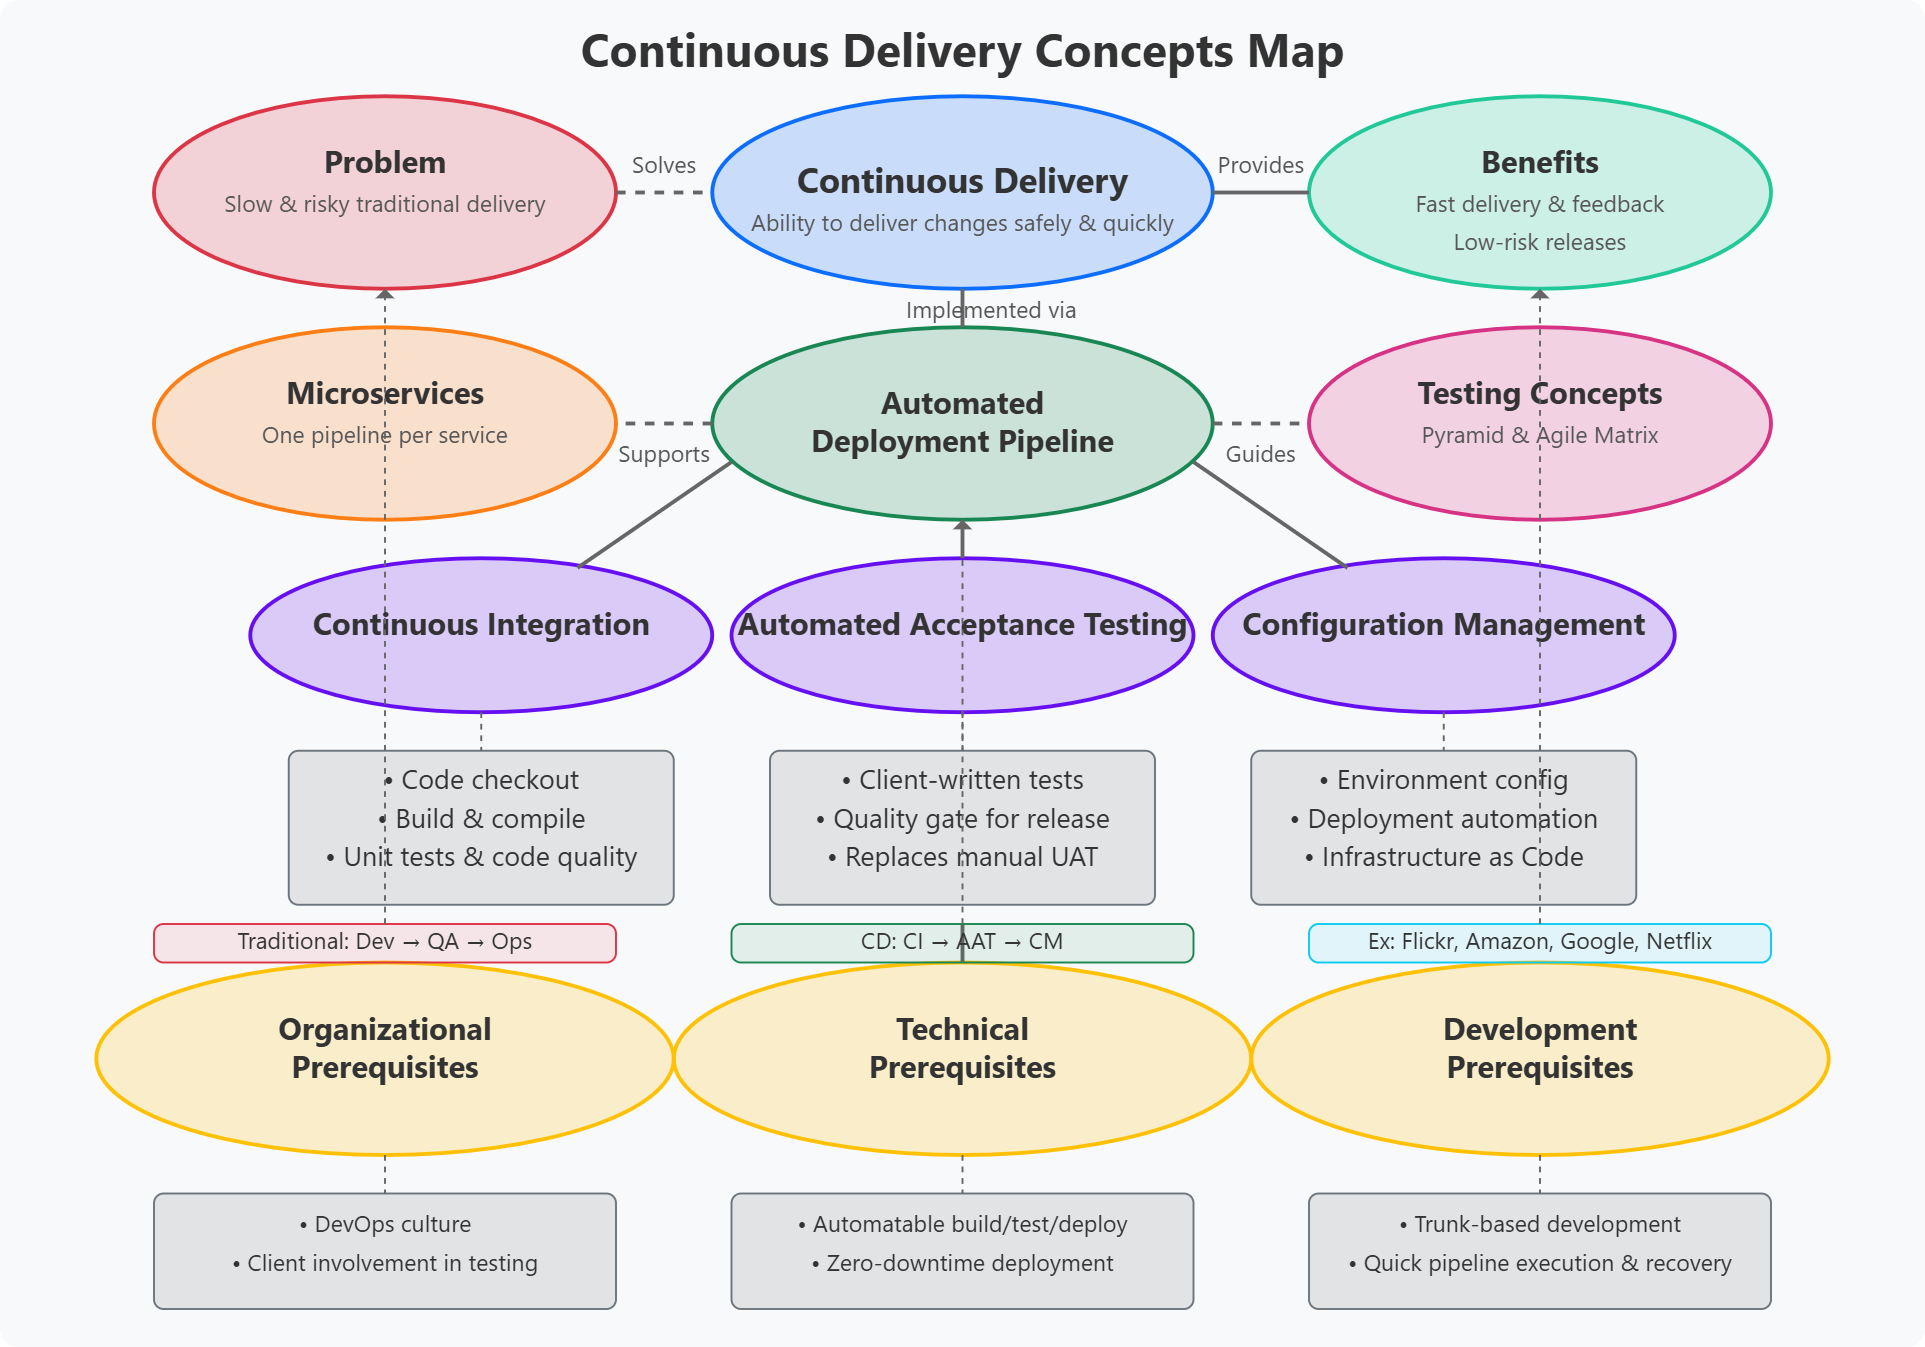 Continuous Delivery Concepts Map
Problem
Slow & risky traditional delivery
Solves
Continuous Delivery
Ability to deliver changes safely & quickly
Provides
Benefits
Fast delivery & feedback
Low-risk releases
Implemented via
Microservices
One pipeline per service
Supports
Automated
Deployment Pipeline
Guides
Testing Concepts
Pyramid & Agile Matrix
Continuous Integration
Automated Acceptance Testing
Configuration Management
• Code checkout
• Build & compile
• Unit tests & code quality
• Client-written tests
• Quality gate for release
• Replaces manual UAT
• Environment config
• Deployment automation
• Infrastructure as Code
Traditional: Dev → QA → Ops
CD: CI → AAT → CM
Ex: Flickr, Amazon, Google, Netflix
Organizational
Prerequisites
Technical
Prerequisites
Development
Prerequisites
• DevOps culture
• Client involvement in testing
• Automatable build/test/deploy
• Zero-downtime deployment
• Trunk-based development
• Quick pipeline execution & recovery